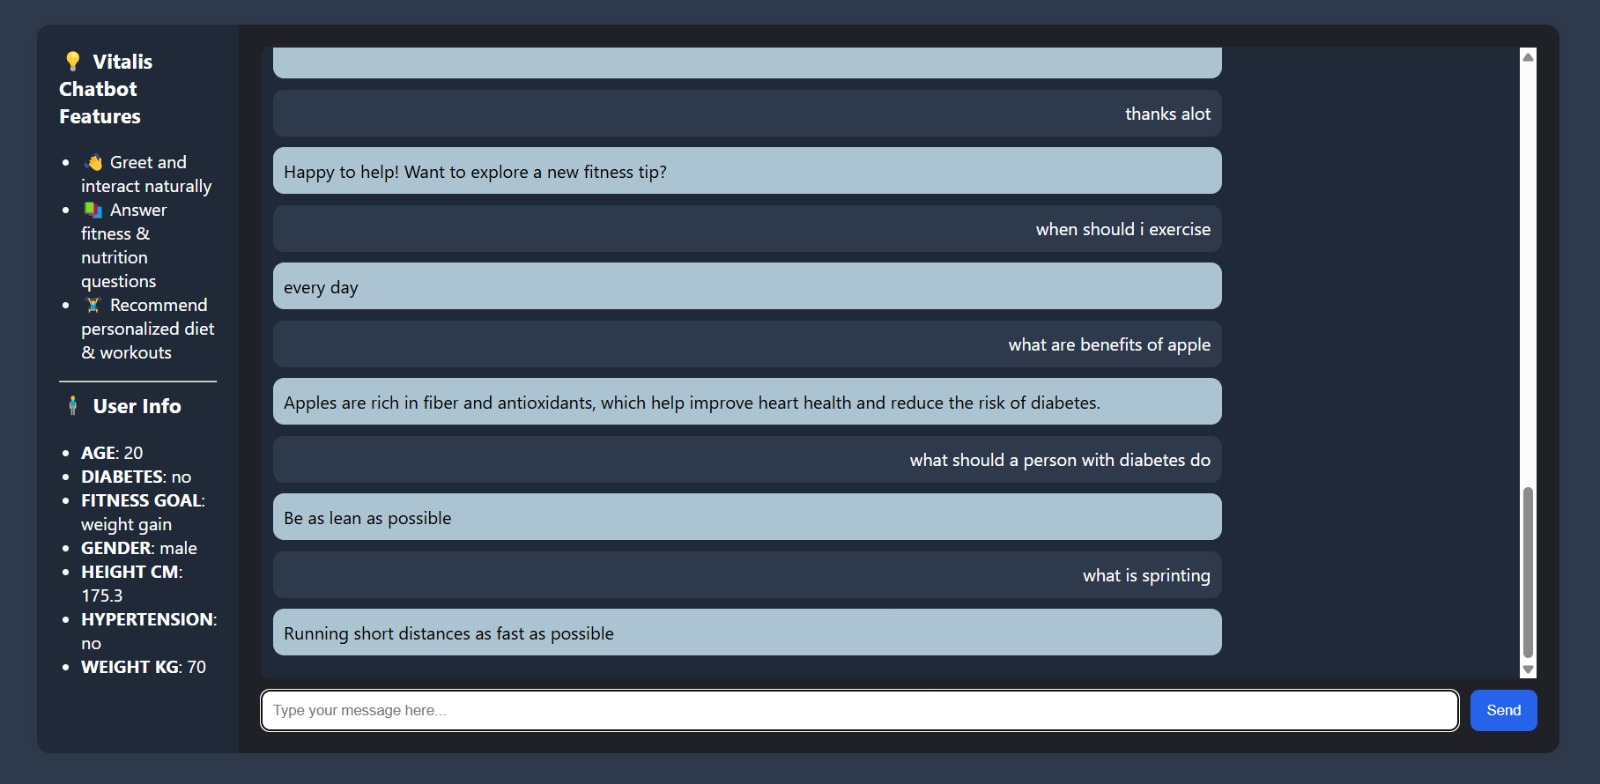 💡 Vitalis
Chatbot
Features
• 👋 Greet and
interact naturally
• 📚 Answer
fitness &
nutrition
questions
• 🏋️ Recommend
personalized diet
& workouts
🧍 User Info
• AGE: 20
• DIABETES: no
• FITNESS GOAL:
weight gain
• GENDER: male
• HEIGHT CM:
175.3
• HYPERTENSION:
no
• WEIGHT KG: 70
thanks alot
Happy to help! Want to explore a new fitness tip?
when should i exercise
every day
what are benefits of apple
Apples are rich in fiber and antioxidants, which help improve heart health and reduce the risk of diabetes.
what should a person with diabetes do
Be as lean as possible
what is sprinting
Running short distances as fast as possible
Type your message here...
Send